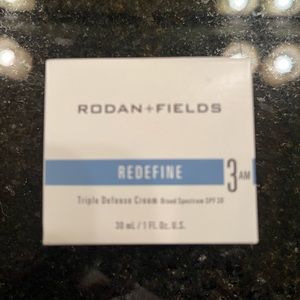 RODAN+FIELDS
REDEFINE
3AM
Triple Defense Cream Broad Spectrum SPF 30
30 mL / 1 Fl. Oz. U.S.